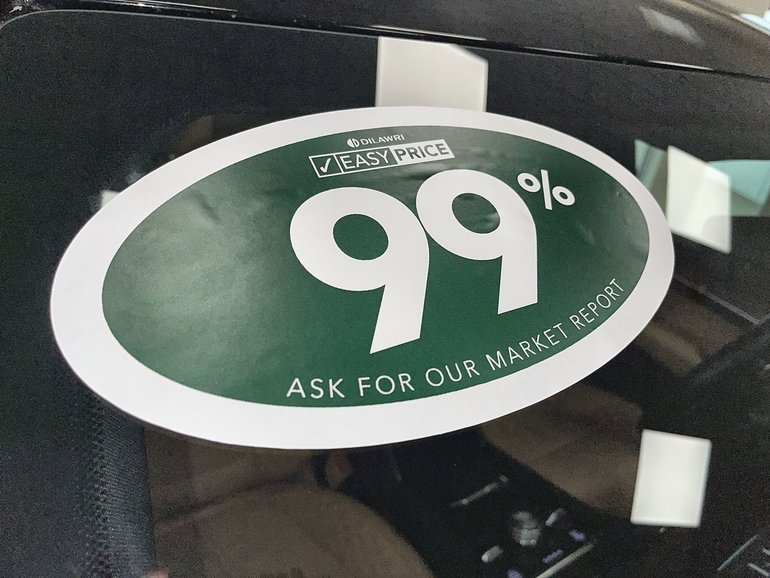 DILAWRI
✓ EASY PRICE
99%
ASK FOR OUR MARKET REPORT